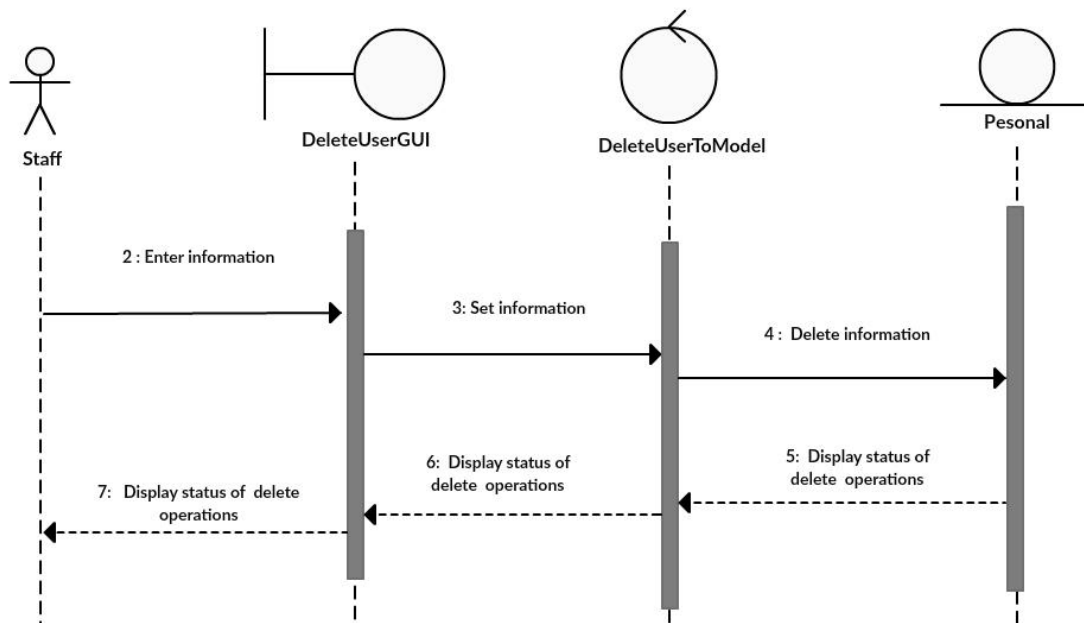 Staff
DeleteUserGUI
DeleteUserToModel
Pesonal
2 : Enter information
3: Set information
4 : Delete information
5: Display status of
delete operations
6: Display status of
delete operations
7: Display status of delete
operations